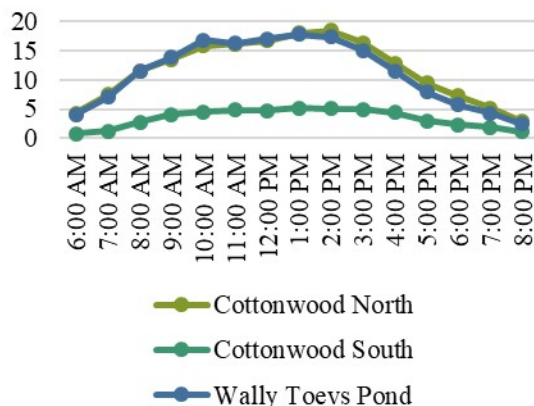 20
15
10
5
0
6:00 AM
7:00 AM
8:00 AM
9:00 AM
10:00 AM
11:00 AM
12:00 PM
1:00 PM
2:00 PM
3:00 PM
4:00 PM
5:00 PM
6:00 PM
7:00 PM
8:00 PM
Cottonwood North
Cottonwood South
Wally Toevs Pond